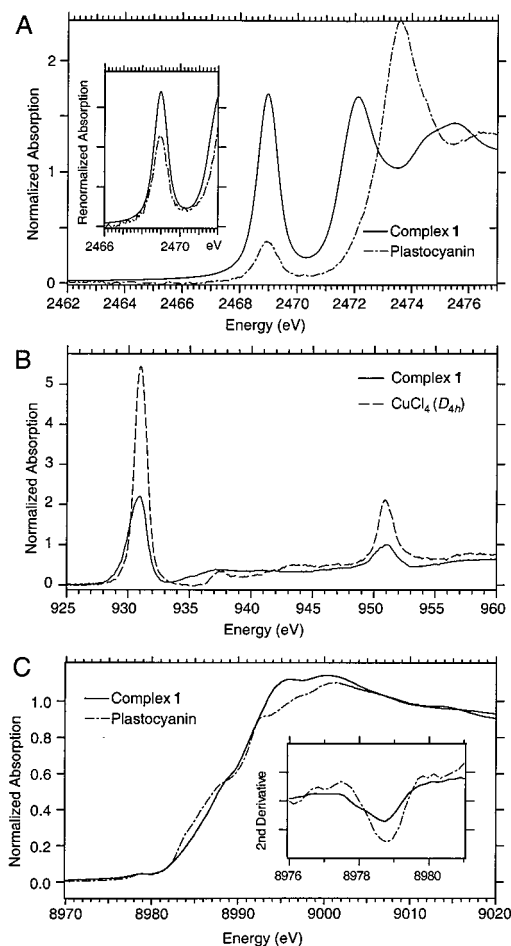 A
2
1
0
Normalized Absorption
Renormalized Absorption
2466
2470
eV
Complex 1
Plastocyanin
2462
2464
2466
2468
2470
2472
2474
2476
Energy (eV)
B
5
4
3
2
1
0
Normalized Absorption
Complex 1
CuCl4 (D4h)
925
930
935
940
945
950
955
960
Energy (eV)
C
1.0
0.8
0.6
0.4
0.2
0.0
Normalized Absorption
Complex 1
Plastocyanin
2nd Derivative
8976
8978
8980
8970
8980
8990
9000
9010
9020
Energy (eV)